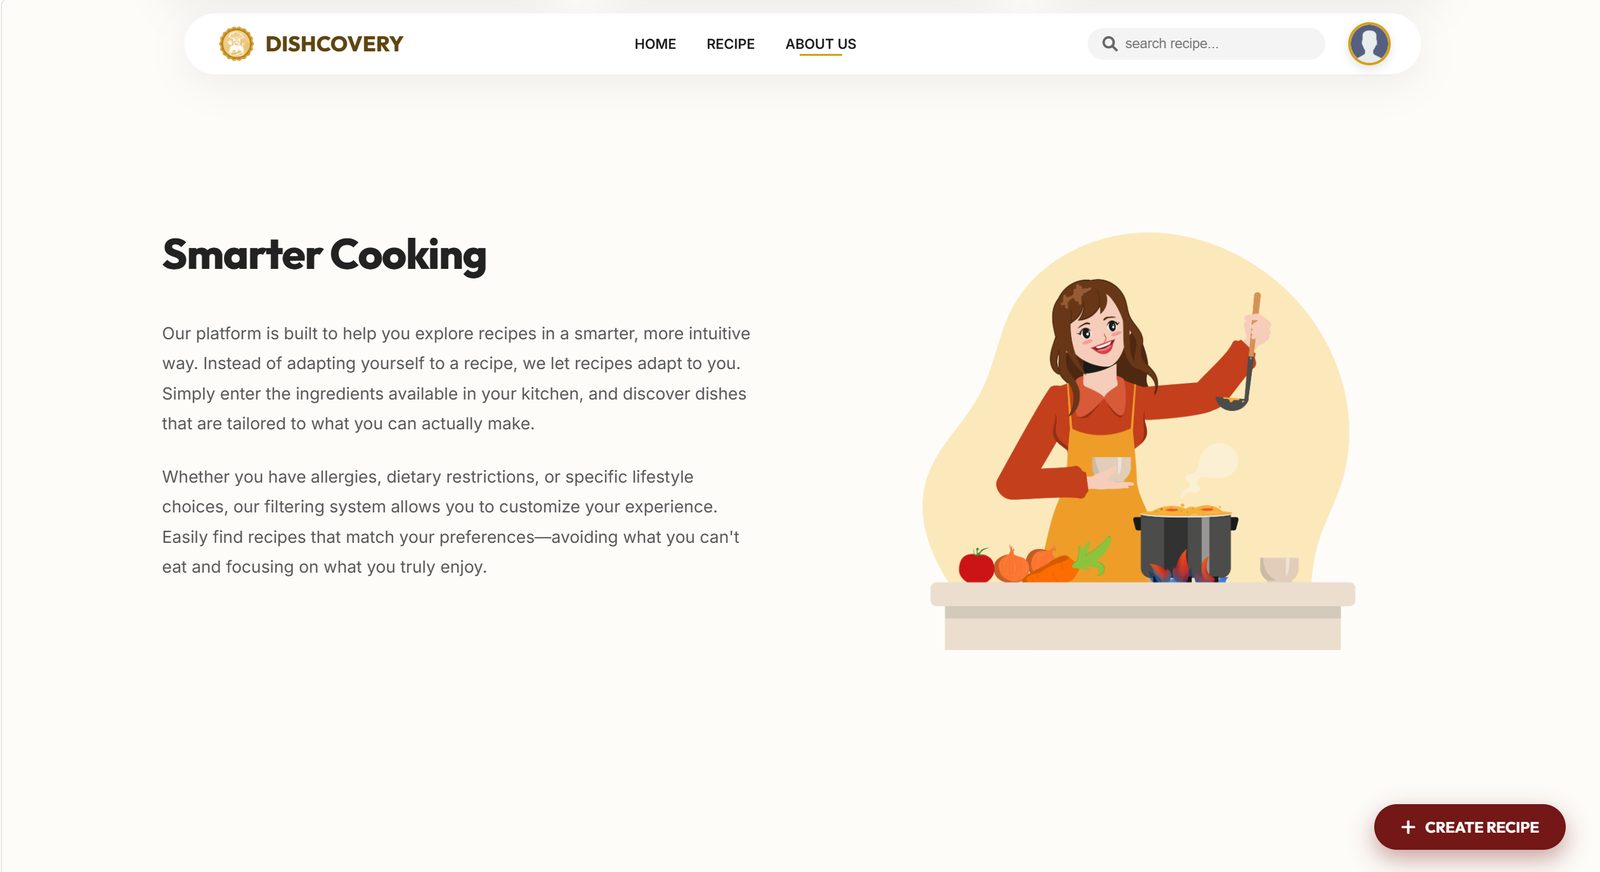 DISHCOVERY
HOME
RECIPE
ABOUT US
search recipe...
Smarter Cooking
Our platform is built to help you explore recipes in a smarter, more intuitive
way. Instead of adapting yourself to a recipe, we let recipes adapt to you.
Simply enter the ingredients available in your kitchen, and discover dishes
that are tailored to what you can actually make.
Whether you have allergies, dietary restrictions, or specific lifestyle
choices, our filtering system allows you to customize your experience.
Easily find recipes that match your preferences—avoiding what you can't
eat and focusing on what you truly enjoy.
+ CREATE RECIPE